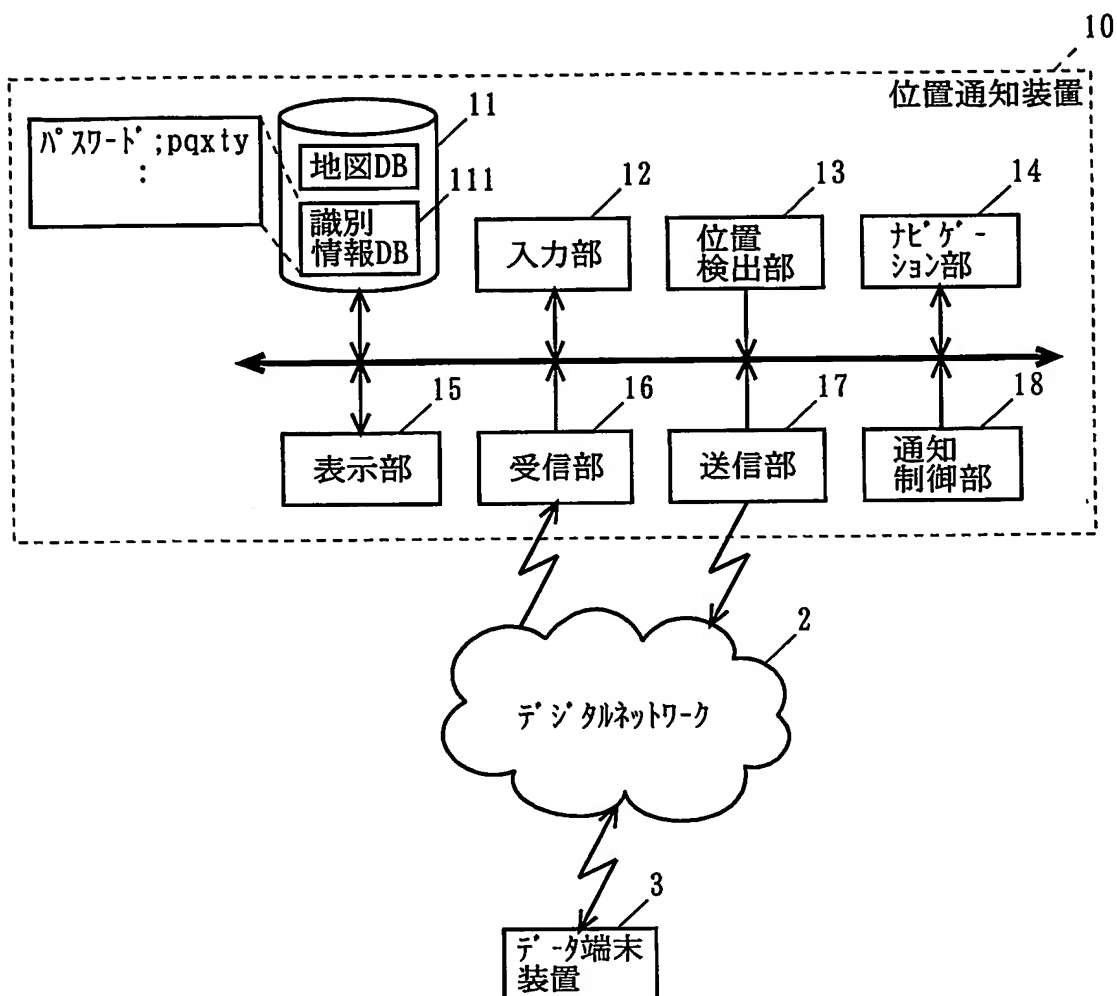 10
位置通知装置
11
ﾊﾟｽﾜｰﾄﾞ;pqxty
:
地図DB
111
識別
情報DB
12
入力部
13
位置
検出部
14
ﾅﾋﾞｹﾞｰ
ｼｮﾝ部
15
表示部
16
受信部
17
送信部
18
通知
制御部
2
ﾃﾞｼﾞﾀﾙﾈｯﾄﾜｰｸ
3
ﾃﾞｰﾀ端末
装置